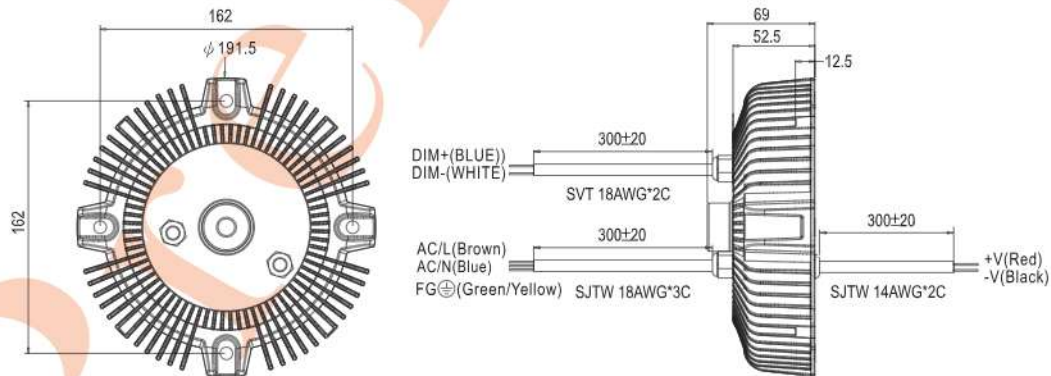 162
ϕ 191.5
162
69
52.5
12.5
300±20
DIM+(BLUE))
DIM-(WHITE)
SVT 18AWG*2C
300±20
AC/L(Brown)
AC/N(Blue)
FG⏚(Green/Yellow)
SJTW 18AWG*3C
300±20
+V(Red)
-V(Black)
SJTW 14AWG*2C